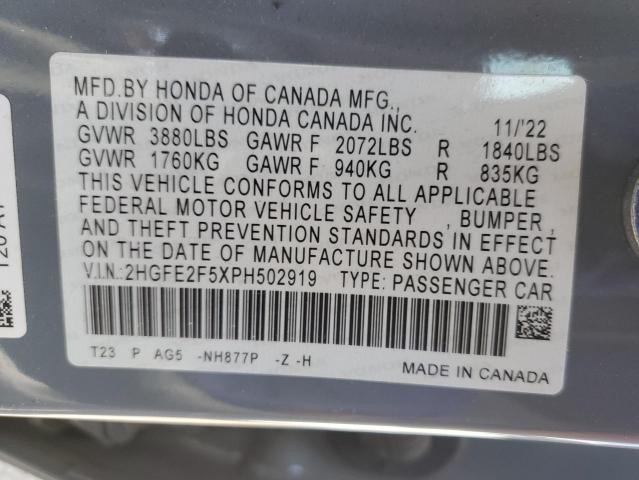 MFD.BY HONDA OF CANADA MFG.,
A DIVISION OF HONDA CANADA INC. 11/'22
GVWR 3880LBS GAWR F 2072LBS R 1840LBS
GVWR 1760KG GAWR F 940KG R 835KG
THIS VEHICLE CONFORMS TO ALL APPLICABLE
FEDERAL MOTOR VEHICLE SAFETY , BUMPER,
AND THEFT PREVENTION STANDARDS IN EFFECT
ON THE DATE OF MANUFACTURE SHOWN ABOVE.
V.I.N.:2HGFE2F5XPH502919 TYPE: PASSENGER CAR
T23 P AG5 -NH877P -Z -H
MADE IN CANADA